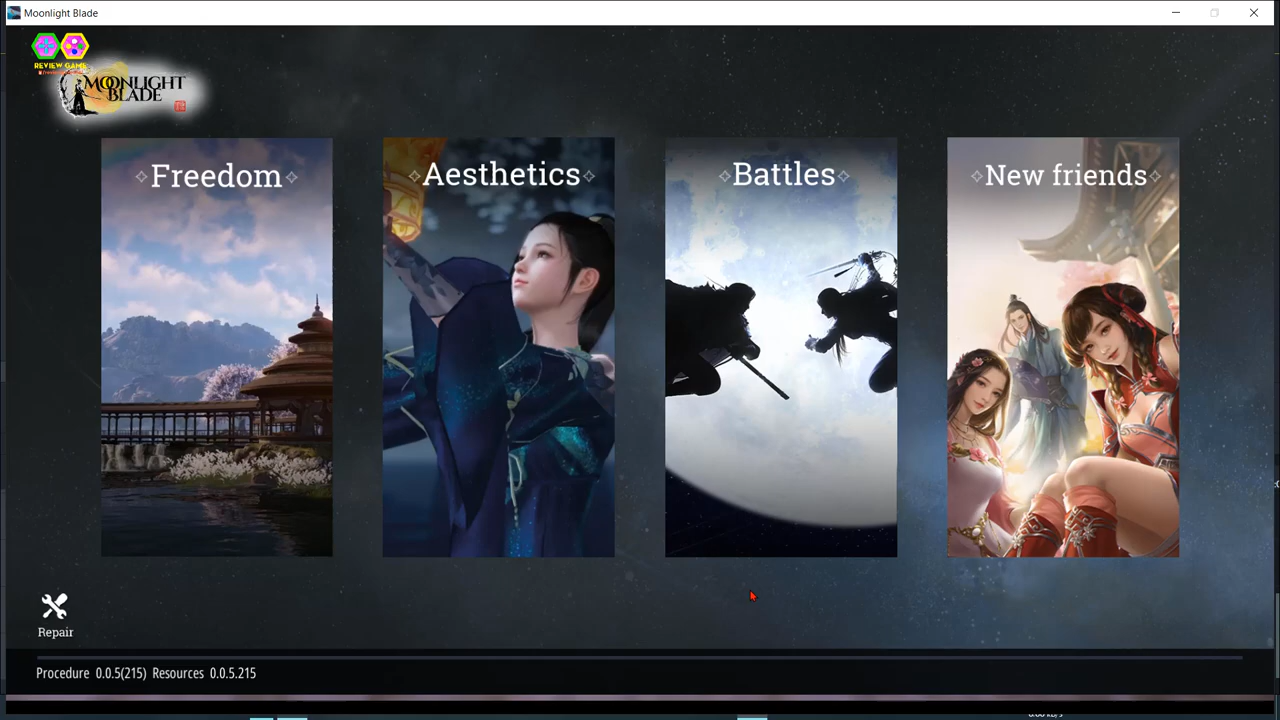 Moonlight Blade
REVIEW GAME
MOONLIGHT
BLADE
Freedom
Aesthetics
Battles
New friends
Repair
Procedure 0.0.5(215) Resources 0.0.5.215